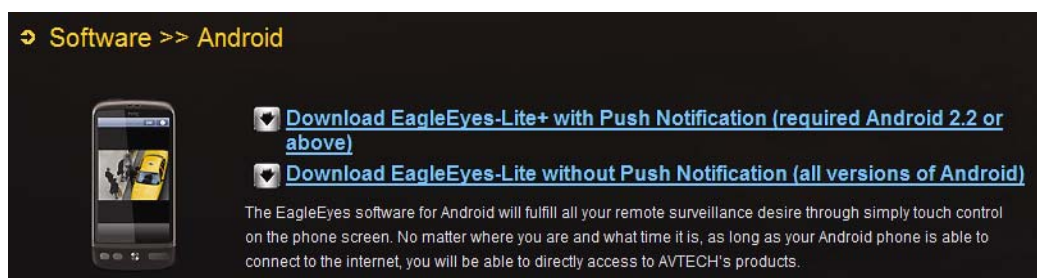 Software >> Android
Download EagleEyes-Lite+ with Push Notification (required Android 2.2 or
above)
Download EagleEyes-Lite without Push Notification (all versions of Android)
The EagleEyes software for Android will fulfill all your remote surveillance desire through simply touch control
on the phone screen. No matter where you are and what time it is, as long as your Android phone is able to
connect to the internet, you will be able to directly access to AVTECH's products.